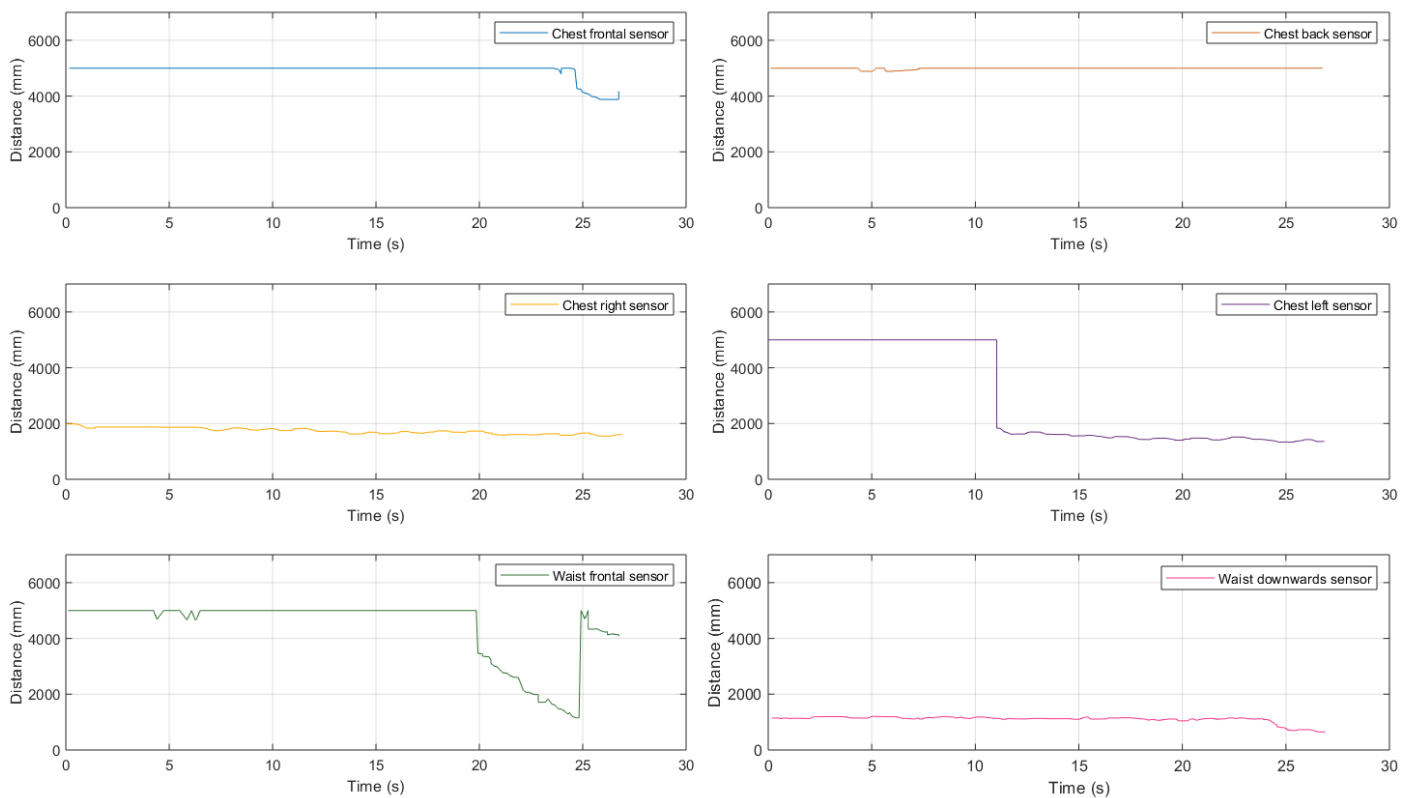 Chest frontal sensor
Distance (mm)
6000
4000
2000
0
0 5 10 15 20 25 30
Time (s)
Chest back sensor
Distance (mm)
6000
4000
2000
0
0 5 10 15 20 25 30
Time (s)
Chest right sensor
Distance (mm)
6000
4000
2000
0
0 5 10 15 20 25 30
Time (s)
Chest left sensor
Distance (mm)
6000
4000
2000
0
0 5 10 15 20 25 30
Time (s)
Waist frontal sensor
Distance (mm)
6000
4000
2000
0
0 5 10 15 20 25 30
Time (s)
Waist downwards sensor
Distance (mm)
6000
4000
2000
0
0 5 10 15 20 25 30
Time (s)